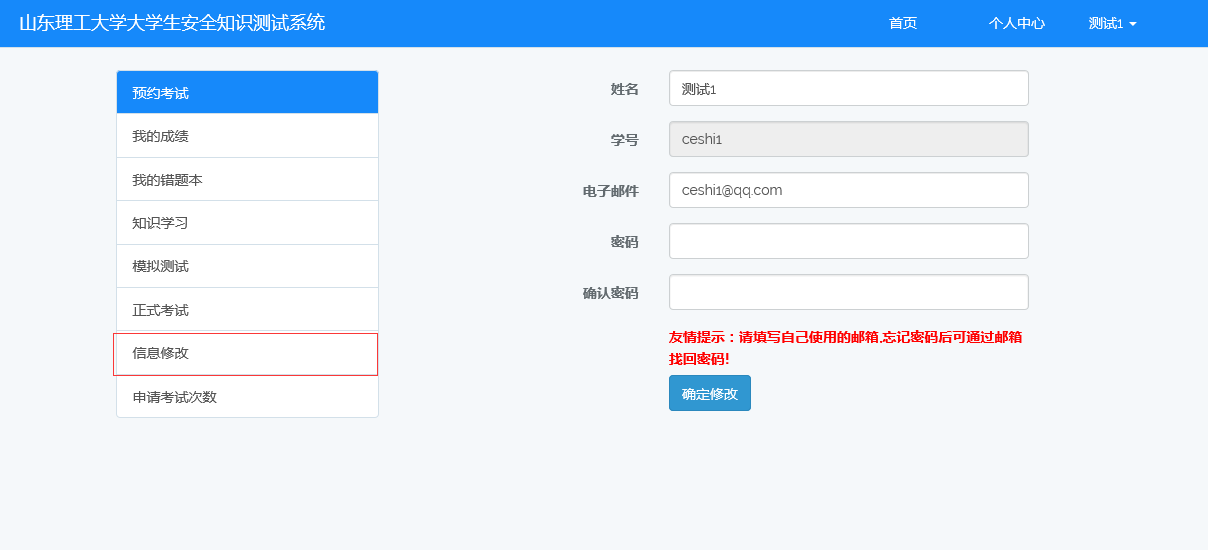 山东理工大学大学生安全知识测试系统
首页
个人中心
测试1
预约考试
我的成绩
我的错题本
知识学习
模拟测试
正式考试
信息修改
申请考试次数
姓名
测试1
学号
ceshi1
电子邮件
ceshi1@qq.com
密码
确认密码
友情提示：请填写自己使用的邮箱,忘记密码后可通过邮箱
找回密码!
确定修改